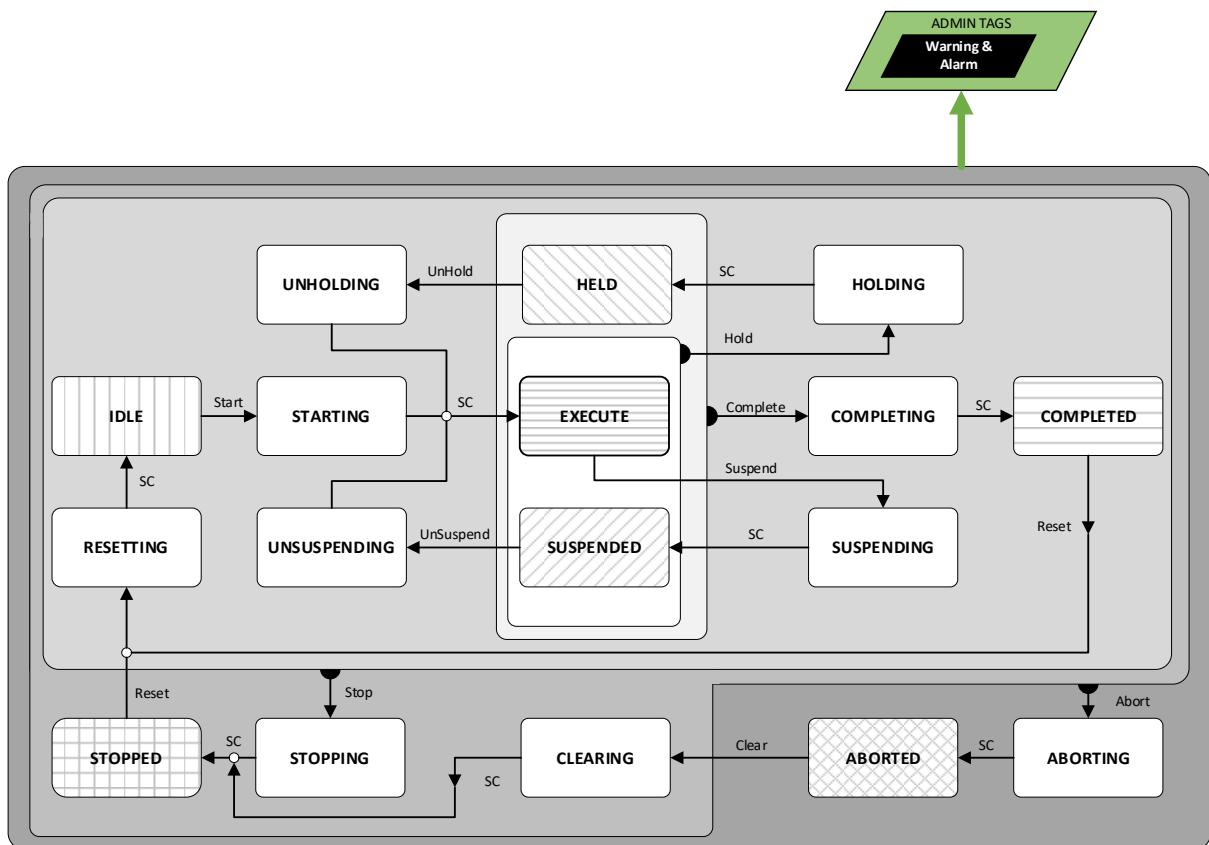 ADMIN TAGS
Warning &
Alarm
UNHOLDING
UnHold
HELD
SC
HOLDING
Hold
IDLE
Start
STARTING
SC
EXECUTE
Complete
COMPLETING
SC
COMPLETED
SC
Suspend
RESETTING
UNSUSPENDING
UnSuspend
SUSPENDED
SC
SUSPENDING
Reset
Reset
Stop
Abort
STOPPED
SC
STOPPING
SC
CLEARING
Clear
ABORTED
SC
ABORTING